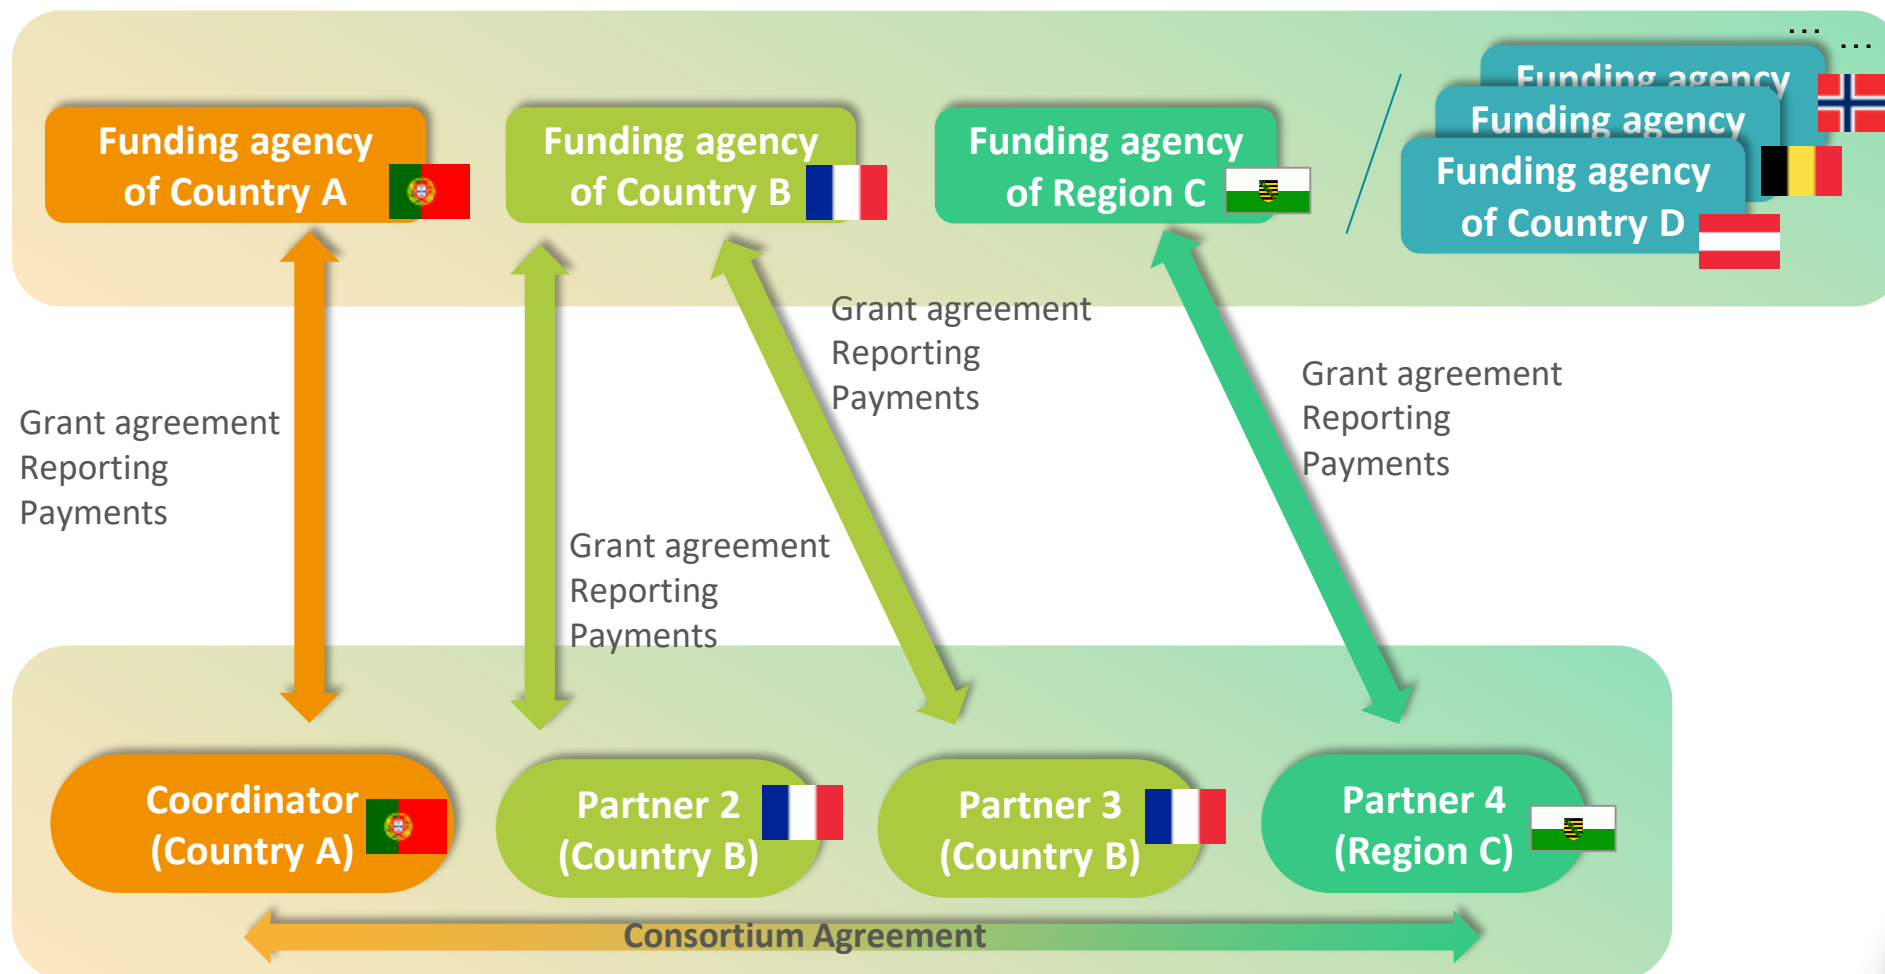 ... ...
Funding agency
of Country A
Funding agency
of Country B
Funding agency
of Region C
Funding agency
Funding agency
Funding agency
of Country D
Grant agreement
Reporting
Payments
Grant agreement
Reporting
Payments
Grant agreement
Reporting
Payments
Grant agreement
Reporting
Payments
Coordinator
(Country A)
Partner 2
(Country B)
Partner 3
(Country B)
Partner 4
(Region C)
Consortium Agreement